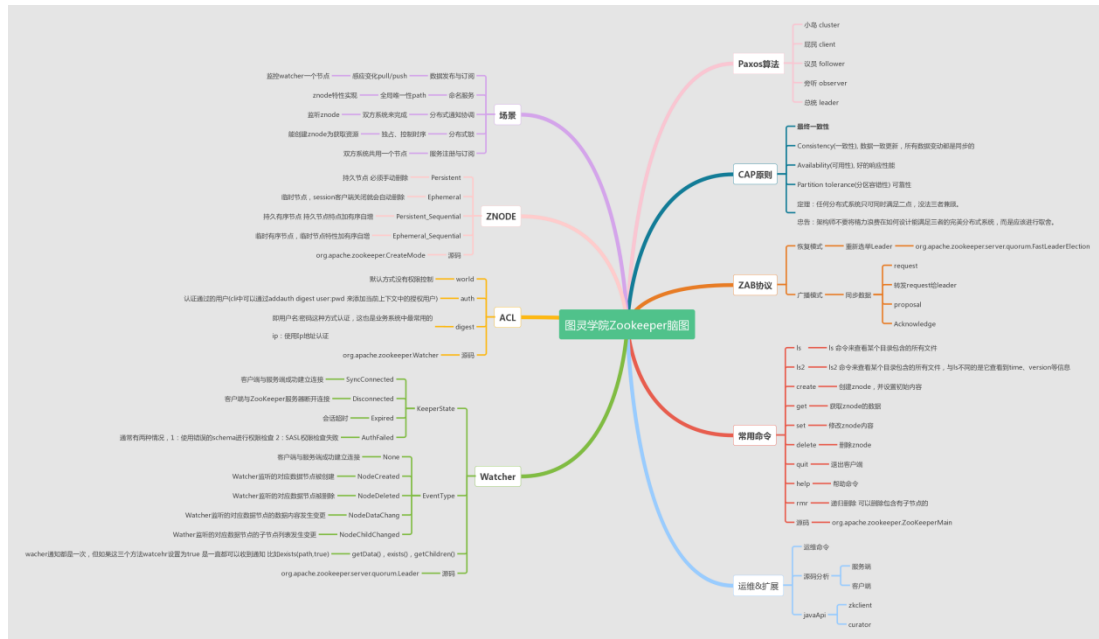 图灵学院Zookeeper脑图
Paxos算法
小岛 cluster
居民 client
议员 follower
旁听 observer
总统 leader
CAP原则
最终一致性
Consistency(一致性), 数据一致更新，所有数据变动都是同步的
Availability(可用性), 好的响应性能
Partition tolerance(分区容错性) 可靠性
定理：任何分布式系统只可同时满足二点，没法三者兼顾。
忠告：架构师不要将精力浪费在如何设计能满足三者的完美分布式系统，而是应该进行取舍。
ZAB协议
恢复模式
重新选举Leader
org.apache.zookeeper.server.quorum.FastLeaderElection
广播模式
同步数据
request
转发request给leader
proposal
Acknowledge
常用命令
ls
ls 命令来查看某个目录包含的所有文件
ls2
ls2 命令来查看某个目录包含的所有文件，与ls不同的是它查看到time、version等信息
create
创建znode，并设置初始内容
get
获取znode的数据
set
修改znode内容
delete
删除znode
quit
退出客户端
help
帮助命令
rmr
递归删除 可以删除包含有子节点的
源码
org.apache.zookeeper.ZooKeeperMain
运维&扩展
运维命令
源码分析
服务端
客户端
javaApi
zkclient
curator
场景
数据发布与订阅
感应变化pull/push
监控watcher一个节点
命名服务
全局唯一性path
znode特性实现
分布式通知协调
双方系统来完成
监听znode
分布式锁
独占、控制时序
能创建znode为获取资源
服务注册与订阅
双方系统共用一个节点
ZNODE
Persistent
持久节点 必须手动删除
Ephemeral
临时节点，session客户端关闭就会自动删除
Persistent_Sequential
持久有序节点 持久节点特点加有序自增
Ephemeral_Sequential
临时有序节点，临时节点特性加有序自增
源码
org.apache.zookeeper.CreateMode
ACL
world
默认方式没有权限控制
auth
认证通过的用户(cli中可以通过addauth digest user:pwd 来添加当前上下文中的授权用户)
digest
即用户名:密码这种方式认证，这也是业务系统中最常用的
ip：使用Ip地址认证
源码
org.apache.zookeeper.Watcher
Watcher
KeeperState
SyncConnected
客户端与服务端成功建立连接
Disconnected
客户端与ZooKeeper服务器断开连接
Expired
会话超时
AuthFailed
通常有两种情况，1：使用错误的schema进行权限检查 2：SASL权限检查失败
EventType
None
客户端与服务端成功建立连接
NodeCreated
Watcher监听的对应数据节点被创建
NodeDeleted
Watcher监听的对应数据节点被删除
NodeDataChang
Watcher监听的对应数据节点的数据内容发生变更
NodeChildChanged
Wather监听的对应数据节点的子节点列表发生变更
getData()，exists()，getChildren()
wacher通知都是一次，但如果这三个方法watcehr设置为true 是一直都可以收到通知 比如exists(path,true)
源码
org.apache.zookeeper.server.quorum.Leader